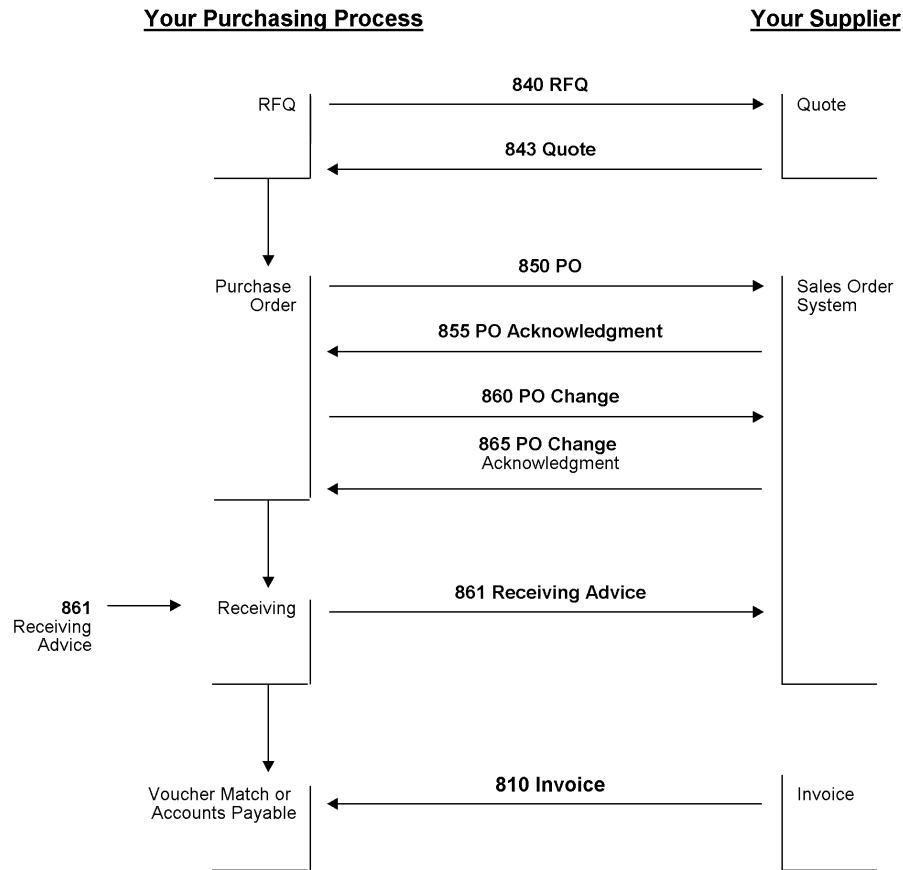 Your Purchasing Process
Your Supplier
840 RFQ
RFQ
Quote
843 Quote
850 PO
Purchase
Order
Sales Order
System
855 PO Acknowledgment
860 PO Change
865 PO Change
Acknowledgment
861
Receiving
Advice
Receiving
861 Receiving Advice
810 Invoice
Voucher Match or
Accounts Payable
Invoice